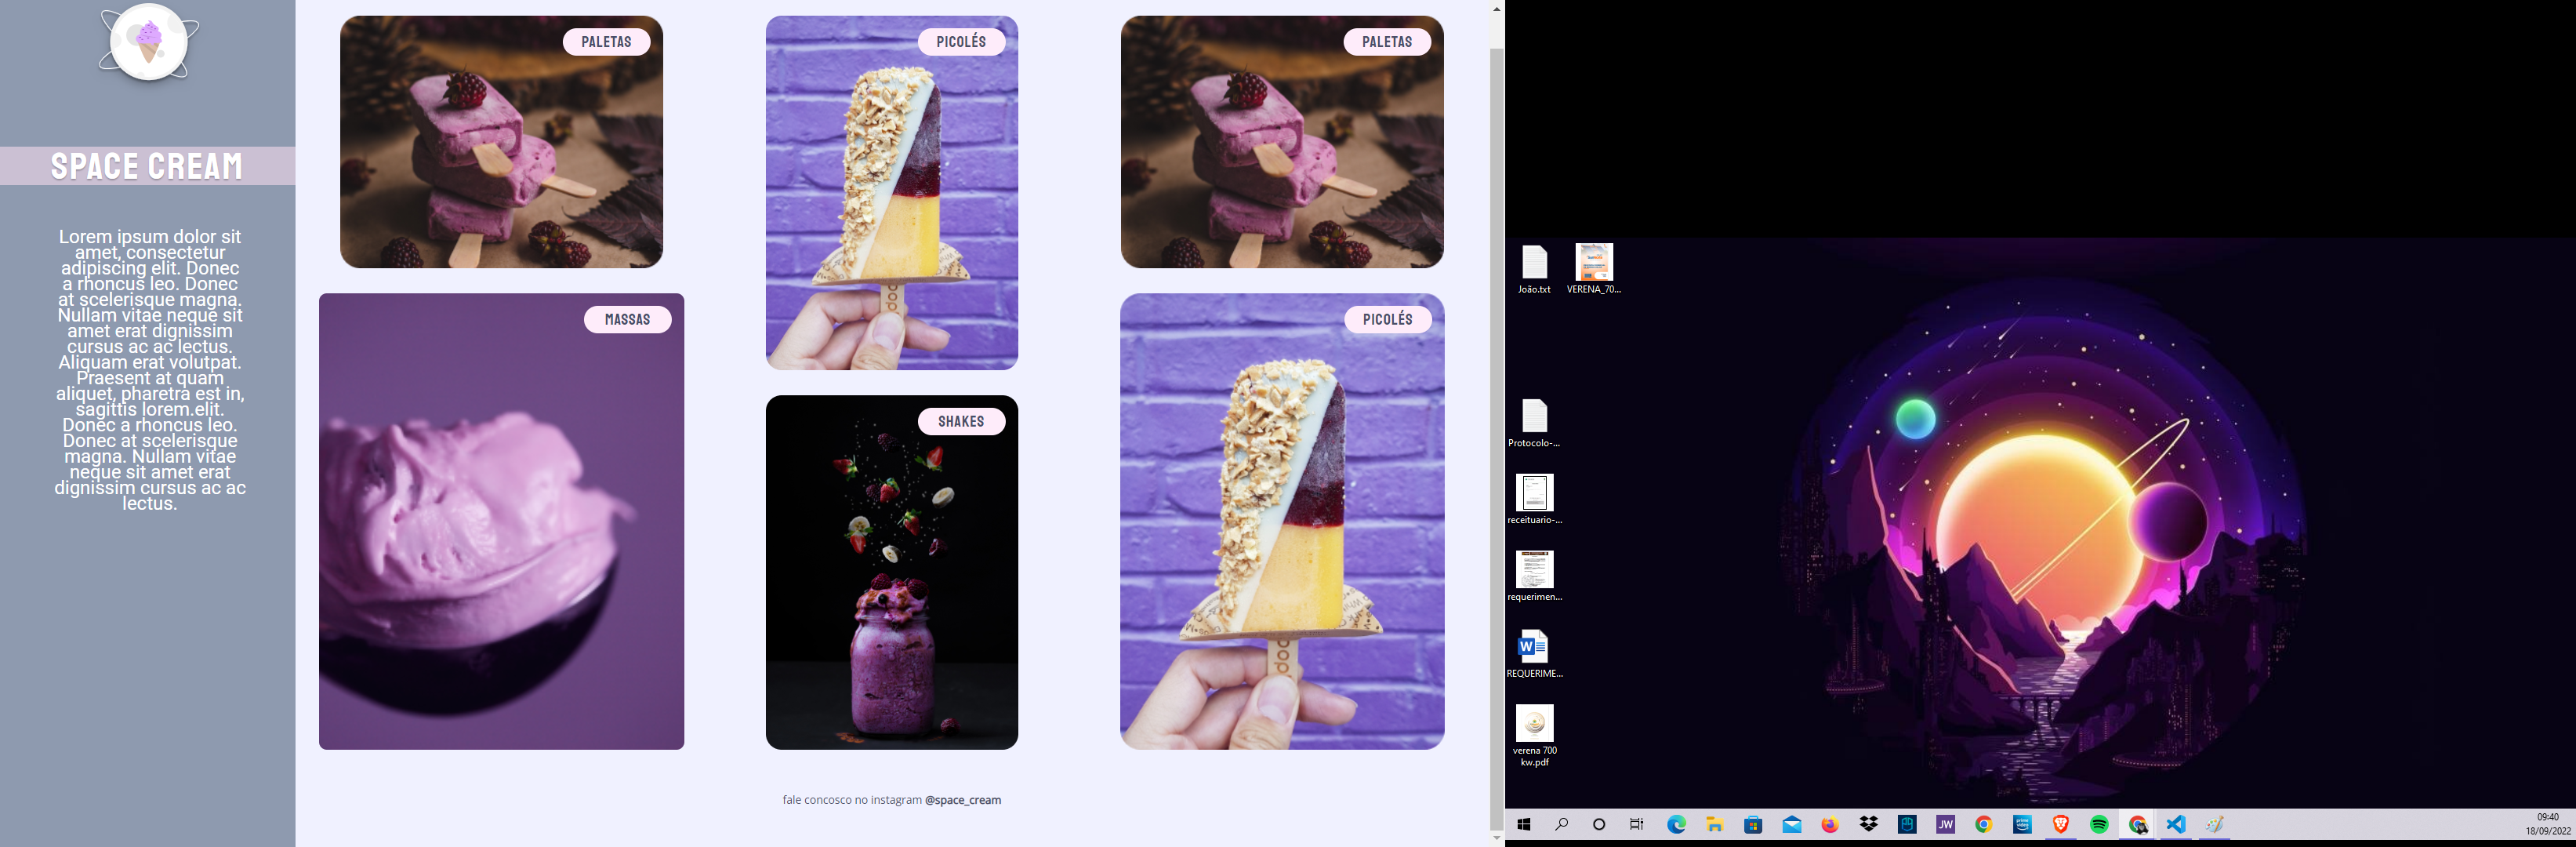 SPACE CREAM
Lorem ipsum dolor sit
amet, consectetur
adipiscing elit. Donec
a rhoncus leo. Donec
at scelerisque magna.
Nullam vitae neque sit
amet erat dignissim
cursus ac ac lectus.
Aliquam erat volutpat.
Praesent at quam
aliquet, pharetra est in,
sagittis lorem.elit.
Donec a rhoncus leo.
Donec at scelerisque
magna. Nullam vitae
neque sit amet erat
dignissim cursus ac ac
lectus.
PALETAS
PICOLÉS
PALETAS
MASSAS
SHAKES
PICOLÉS
fale concosco no instagram @space_cream
João.txt
VERENA_70...
Protocolo-...
receituario-...
requerimen...
REQUERIME...
verena 700
kw.pdf
JW
prime
video
09:40
18/09/2022